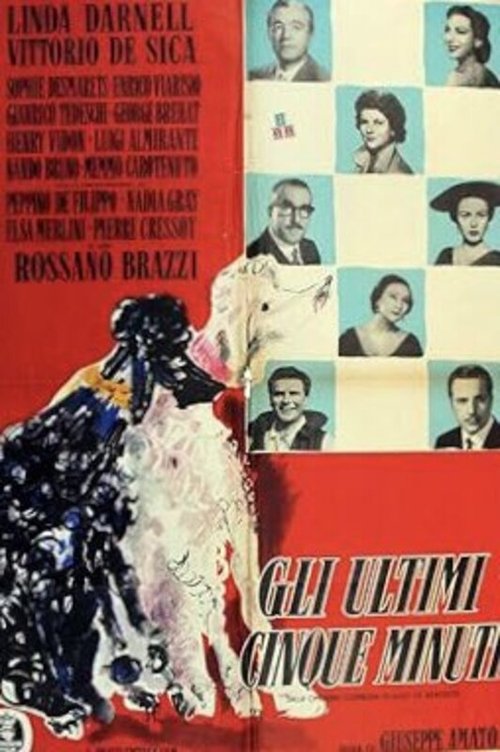 LINDA DARNELL
VITTORIO DE SICA
SOPHIE DESMARETS · ENRICO VIARISIO
GIANRICO TEDESCHI · GEORGE BREHAT
HENRY VIDON · LUIGI ALMIRANTE
NANDO BRUNO · MEMMO CAROTENUTO
PEPPINO DE FILIPPO · NADIA GRAY
ELSA MERLINI · PIERRE CRESSOY
ROSSANO BRAZZI
GLI ULTIMI
CINQUE MINUTI
GIUSEPPE AMATO